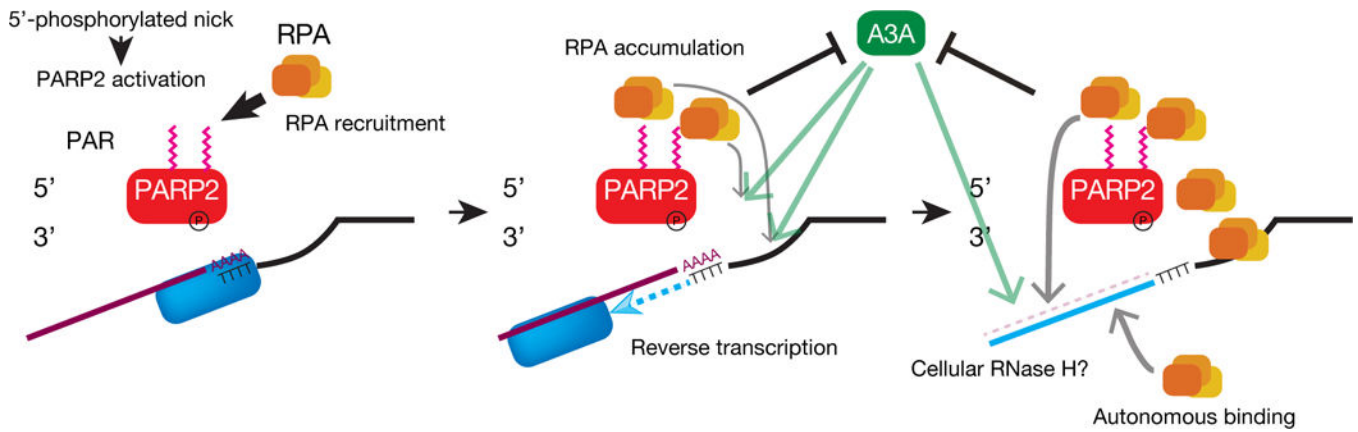 5’-phosphorylated nick
RPA
PARP2 activation
PAR
RPA recruitment
5’
PARP2
P
3’
AAAA
TTTT
RPA accumulation
A3A
5’
PARP2
P
3’
AAAA
TTTT
Reverse transcription
5’
PARP2
P
3’
TTTT
Cellular RNase H?
Autonomous binding